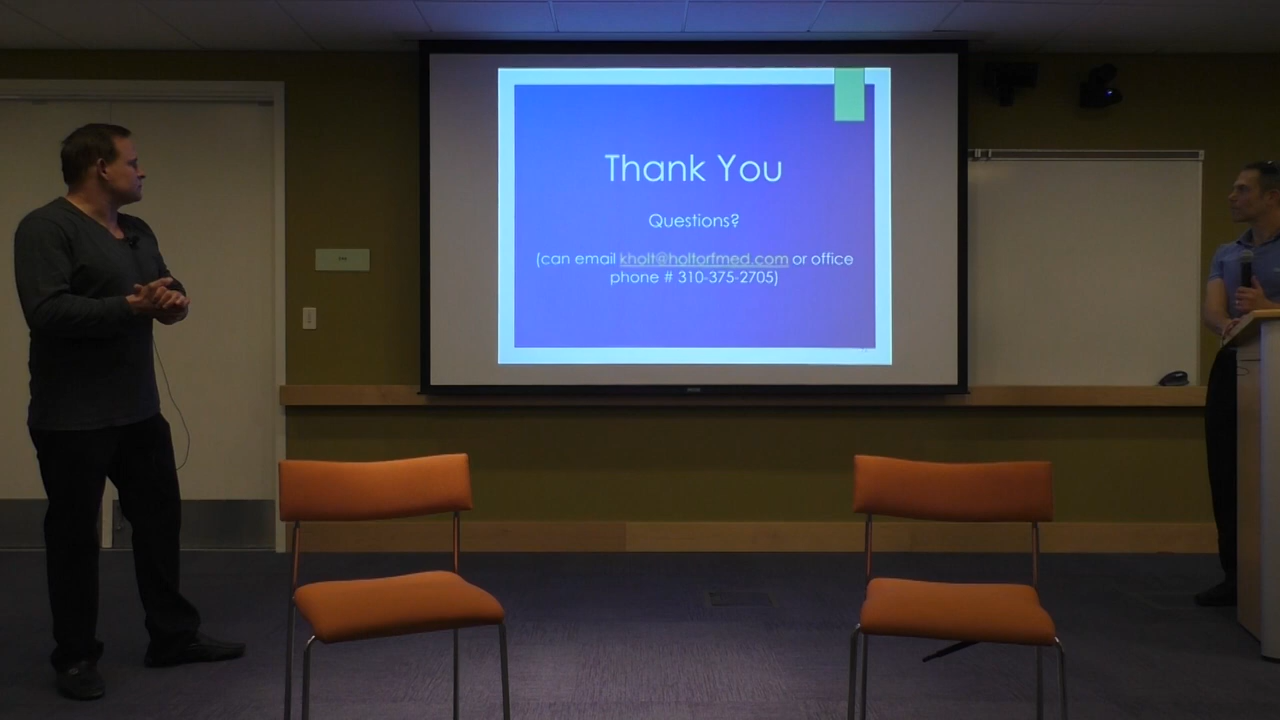 Thank You
Questions?
(can email kholt@holtorfmed.com or office
phone # 310-375-2705)